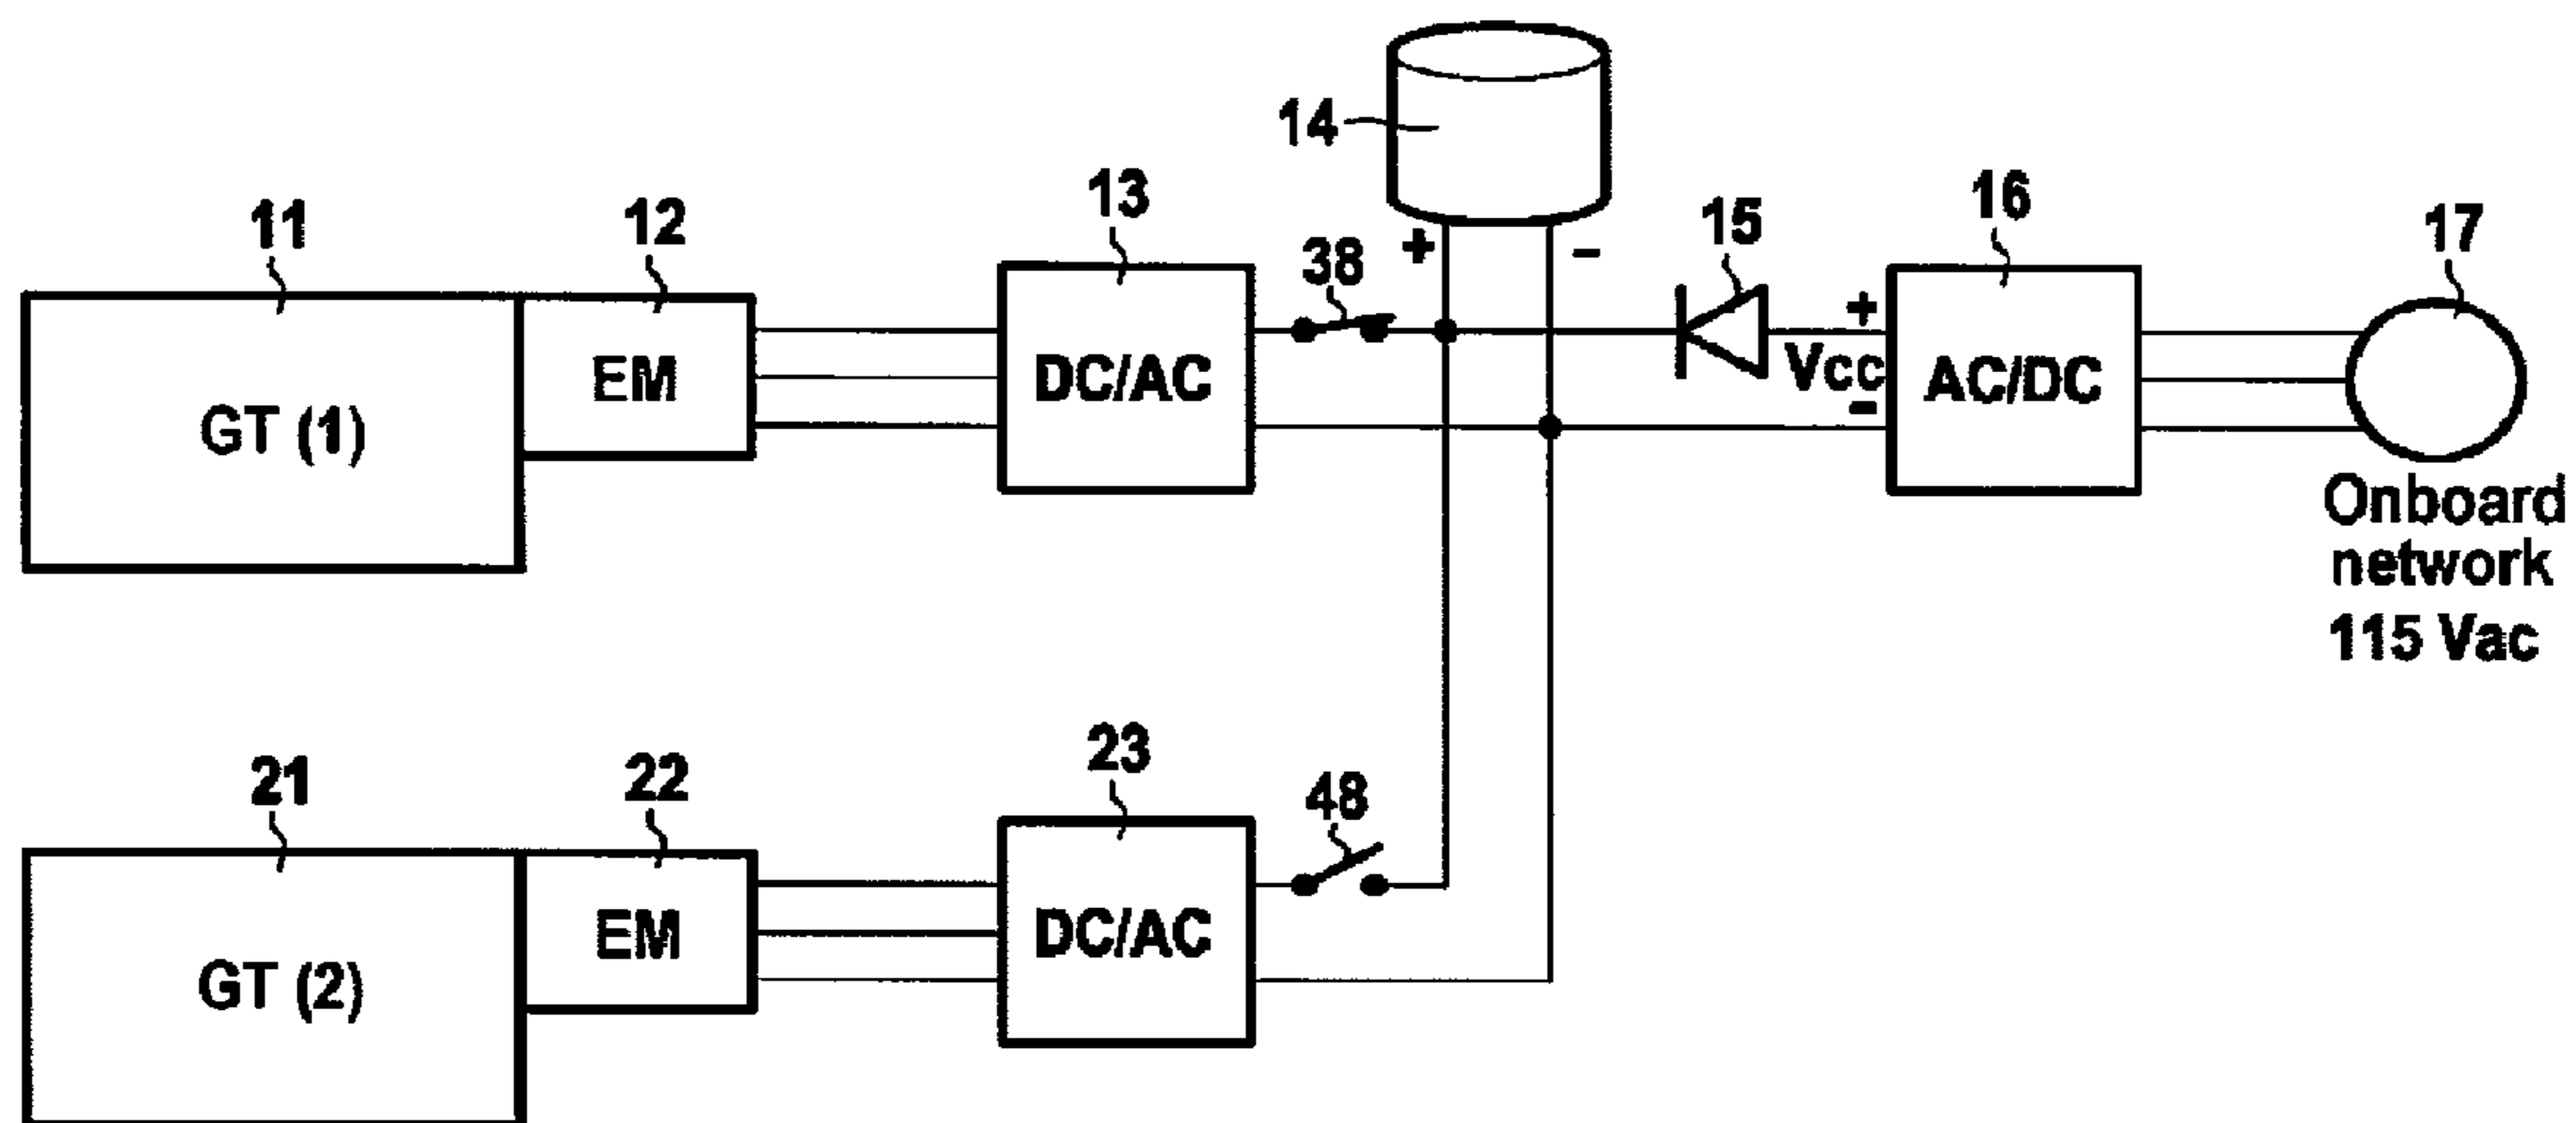 14
13
16
11
12
38
+
-
15
17
+
EM
DC/AC
Vcc
AC/DC
GT (1)
-
Onboard
network
115 Vac
23
21
22
48
EM
DC/AC
GT (2)